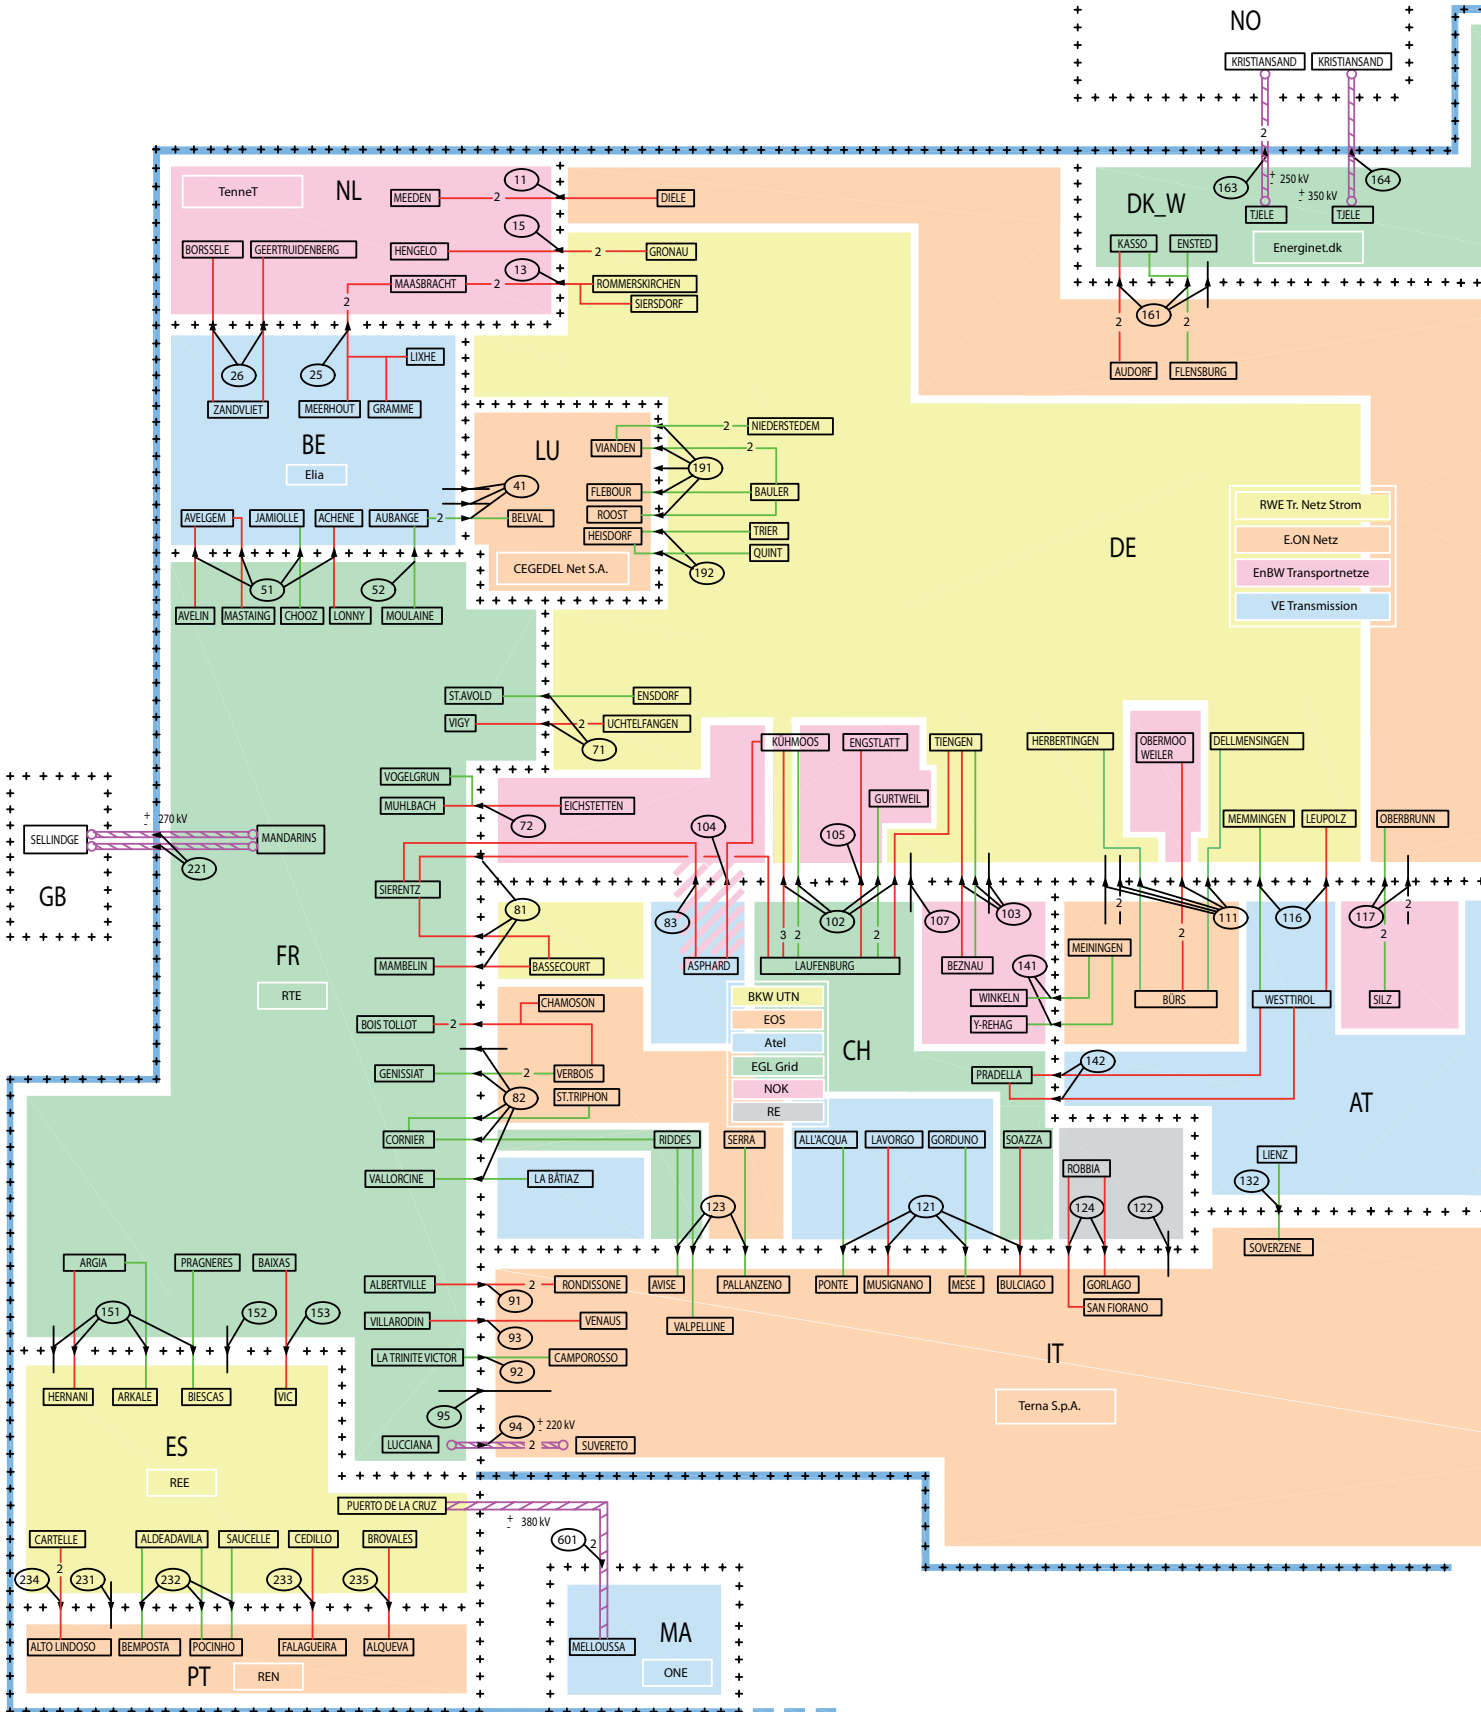 NO
KRISTIANSAND
KRISTIANSAND
2
+
- 250 kV
+
- 350 kV
163
164
TJELE
TJELE
DK_W
Energinet.dk
KASSO
ENSTED
161
2
2
AUDORF
FLENSBURG
TenneT
NL
11
MEEDEN
2
DIELE
15
BORSSELE
GEERTRUIDENBERG
HENGELO
2
GRONAU
13
MAASBRACHT
2
ROMMERSKIRCHEN
SIERSDORF
2
26
25
LIXHE
ZANDVLIET
MEERHOUT
GRAMME
BE
Elia
LU
VIANDEN
2
NIEDERSTEDEM
2
191
41
FLEBOUR
BAULER
ROOST
AVELGEM
JAMIOLLE
ACHENE
AUBANGE
2
BELVAL
HEISDORF
TRIER
QUINT
CEGEDEL Net S.A.
192
DE
RWE Tr. Netz Strom
E.ON Netz
EnBW Transportnetze
VE Transmission
51
52
AVELIN
MASTAING
CHOOZ
LONNY
MOULAINE
ST.AVOLD
ENSDORF
VIGY
2
UCHTELFANGEN
71
KÜHMOOS
ENGSTLATT
TIENGEN
HERBERTINGEN
OBERMOO
WEILER
DELLMENSINGEN
VOGELGRUN
MUHLBACH
EICHSTETTEN
72
GURTWEIL
104
105
MEMMINGEN
LEUPOLZ
OBERBRUNN
SELLINDGE
+
- 270 kV
MANDARINS
221
GB
SIERENTZ
81
83
102
107
103
2
111
116
117
2
3
2
2
2
2
MEININGEN
MAMBELIN
BASSECOURT
ASPHARD
LAUFENBURG
BEZNAU
141
FR
RTE
CHAMOSON
BKW UTN
EOS
Atel
EGL Grid
NOK
RE
WINKELN
BÜRS
WESTTIROL
SILZ
BOIS TOLLOT
2
Y-REHAG
CH
142
GENISSIAT
2
VERBOIS
PRADELLA
82
ST.TRIPHON
AT
CORNIER
RIDDES
SERRA
ALL'ACQUA
LAVORGO
GORDUNO
SOAZZA
ROBBIA
LIENZ
VALLORCINE
LA BÂTIAZ
132
123
121
124
122
SOVERZENE
ARGIA
PRAGNERES
BAIXAS
ALBERTVILLE
2
RONDISSONE
AVISE
PALLANZENO
PONTE
MUSIGNANO
MESE
BULCIAGO
GORLAGO
91
SAN FIORANO
151
152
153
VILLARODIN
VENAUS
VALPELLINE
93
IT
LA TRINITE VICTOR
CAMPOROSSO
92
HERNANI
ARKALE
BIESCAS
VIC
Terna S.p.A.
95
94
+
- 220 kV
LUCCIANA
2
SUVERETO
ES
REE
PUERTO DE LA CRUZ
+
- 380 kV
CARTELLE
ALDEADAVILA
SAUCELLE
CEDILLO
BROVALES
601
2
2
234
231
232
233
235
ALTO LINDOSO
BEMPOSTA
POCINHO
FALAGUEIRA
ALQUEVA
MELLOUSSA
MA
ONE
PT
REN